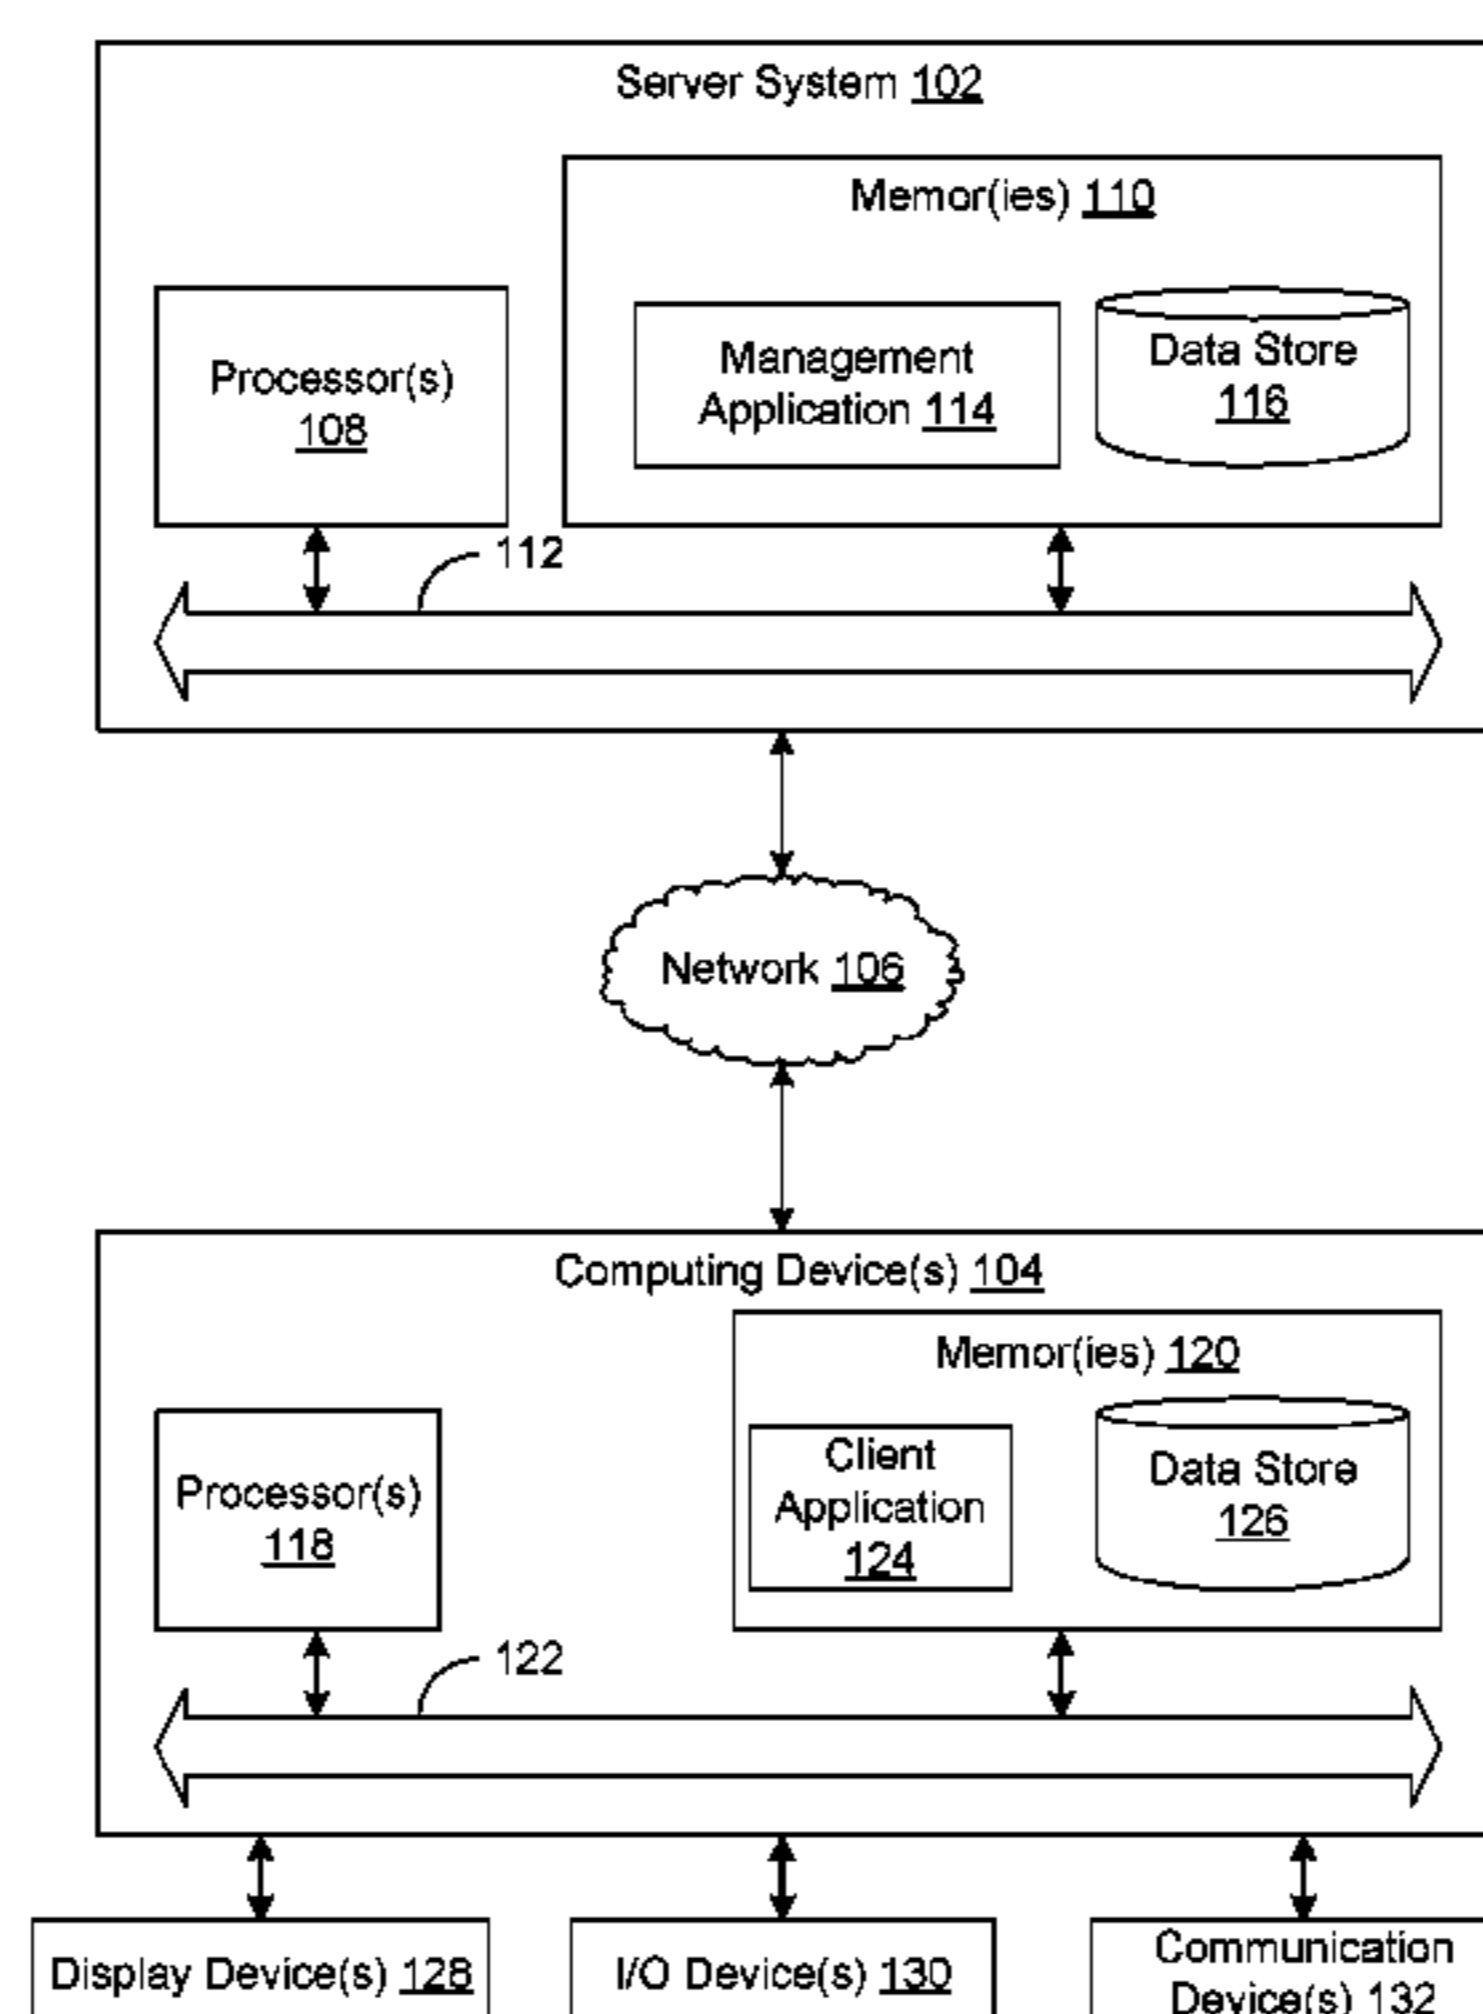 Server System 102
Memor(ies) 110
Processor(s)
108
Management
Application 114
Data Store
116
112
Network 106
Computing Device(s) 104
Memor(ies) 120
Processor(s)
118
Client
Application
124
Data Store
126
122
Display Device(s) 128
I/O Device(s) 130
Communication
Device(s) 132